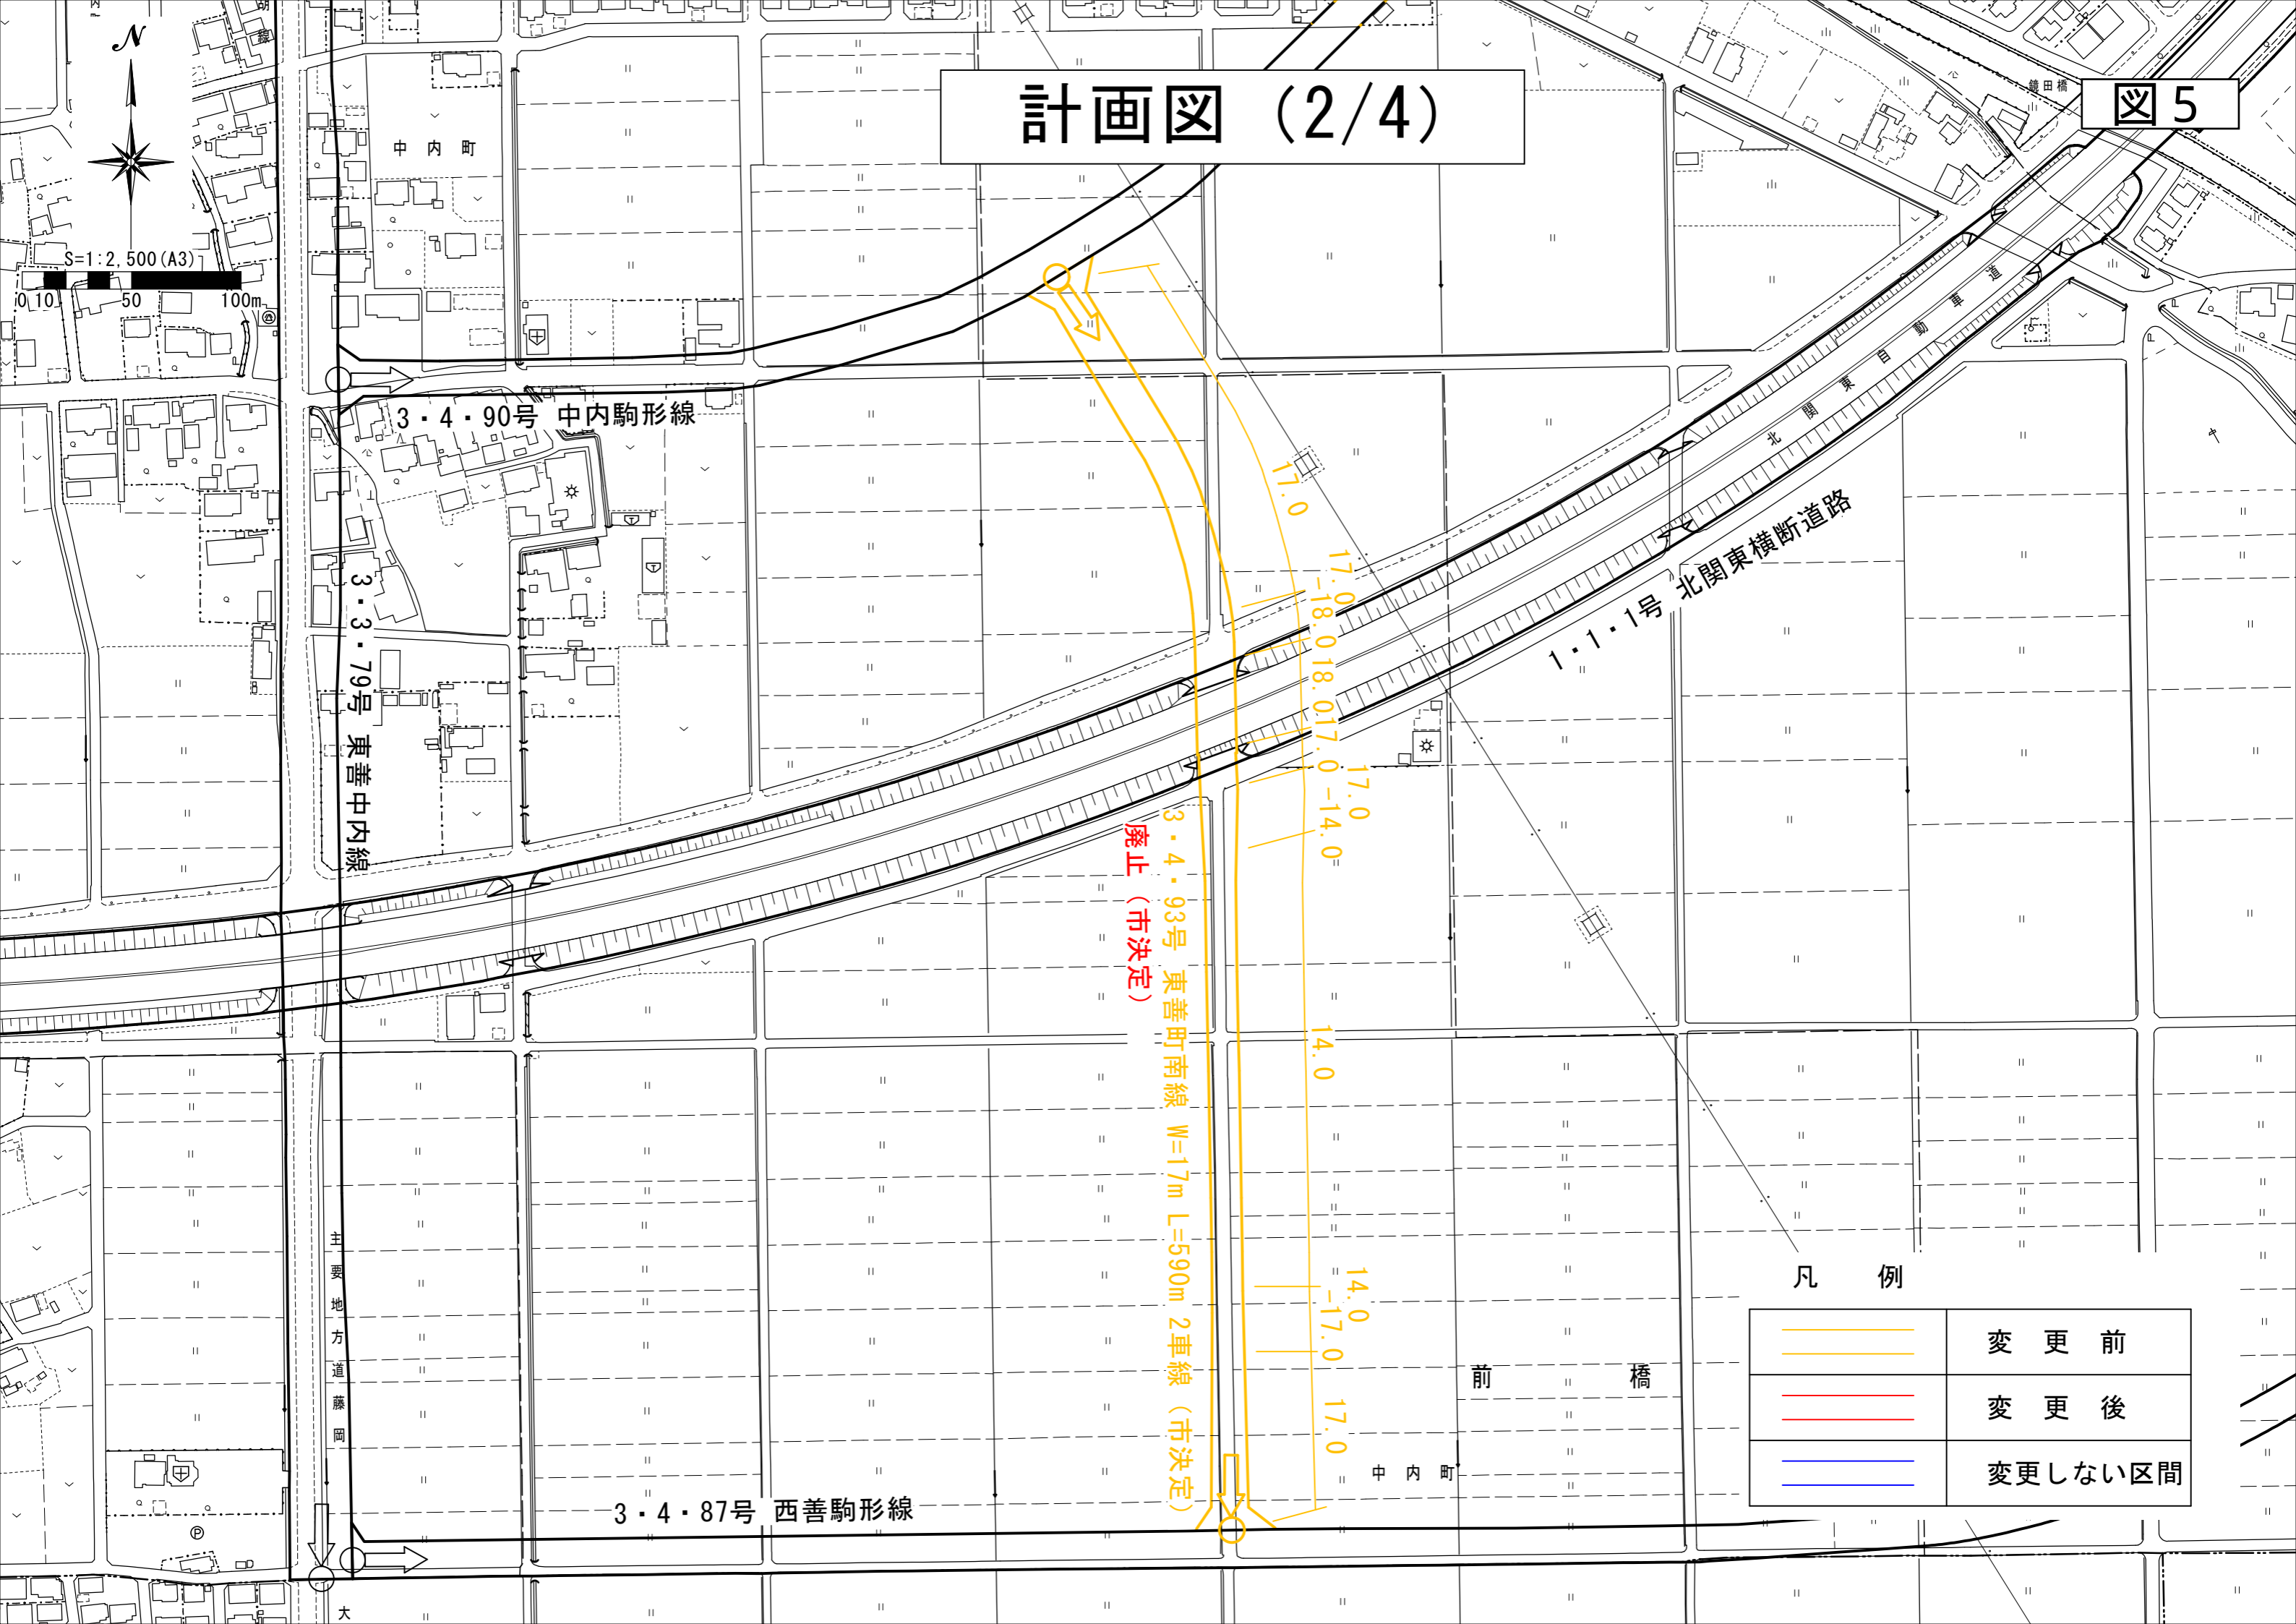 計画図（2/4）
図５
N
S=1:2,500(A3)
0 10 50 100m
中内町
鏡田橋
3・4・90号 中内駒形線
3・3・79号 東善中内線
北関東自動車道
1・1・1号 北関東横断道路
17.0
17.0
-18.0
18.0
17.0
17.0
-14.0
14.0
14.0
-17.0
17.0
廃止（市決定）
3・4・93号 東善町南線 W=17m L=590m 2車線（市決定）
主要地方道藤岡
大
3・4・87号 西善駒形線
前橋
中内町
凡例
変更前
変更後
変更しない区間